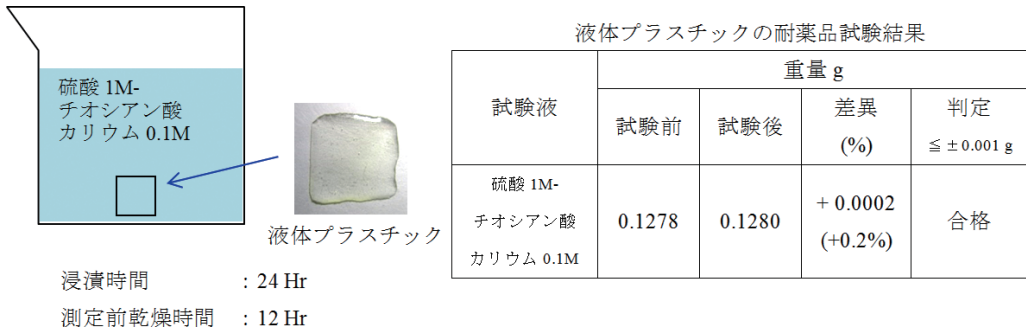 硫酸 1M-
チオシアン酸
カリウム 0.1M
液体プラスチック
浸漬時間 : 24 Hr
測定前乾燥時間 : 12 Hr
液体プラスチックの耐薬品試験結果
試験液
重量 g
試験前
試験後
差異
(%)
判定
≦ ± 0.001 g
硫酸 1M-
チオシアン酸
カリウム 0.1M
0.1278
0.1280
+ 0.0002
(+0.2%)
合格